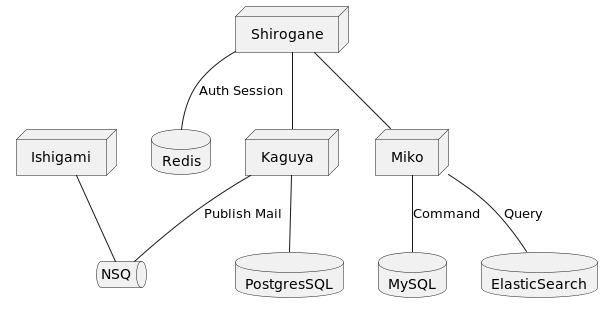 Shirogane
Auth Session
Ishigami
Redis
Kaguya
Miko
Publish Mail
Command
Query
NSQ
PostgresSQL
MySQL
ElasticSearch